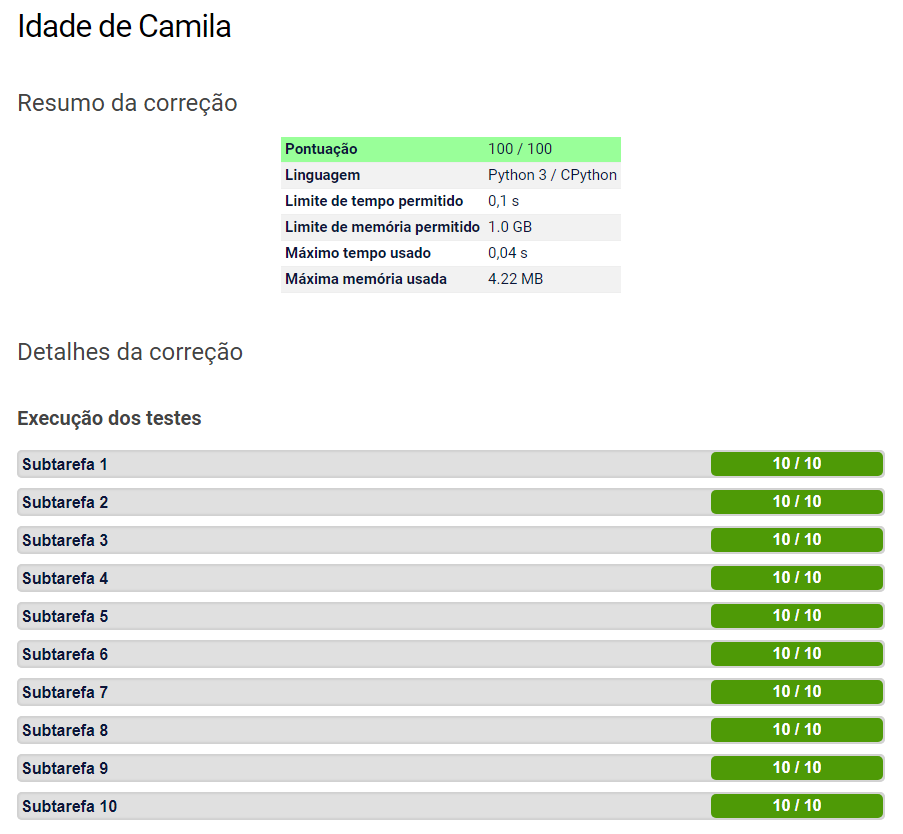 Idade de Camila
Resumo da correção
Pontuação 100 / 100
Linguagem Python 3 / CPython
Limite de tempo permitido 0,1 s
Limite de memória permitido 1.0 GB
Máximo tempo usado 0,04 s
Máxima memória usada 4.22 MB
Detalhes da correção
Execução dos testes
Subtarefa 1 10 / 10
Subtarefa 2 10 / 10
Subtarefa 3 10 / 10
Subtarefa 4 10 / 10
Subtarefa 5 10 / 10
Subtarefa 6 10 / 10
Subtarefa 7 10 / 10
Subtarefa 8 10 / 10
Subtarefa 9 10 / 10
Subtarefa 10 10 / 10